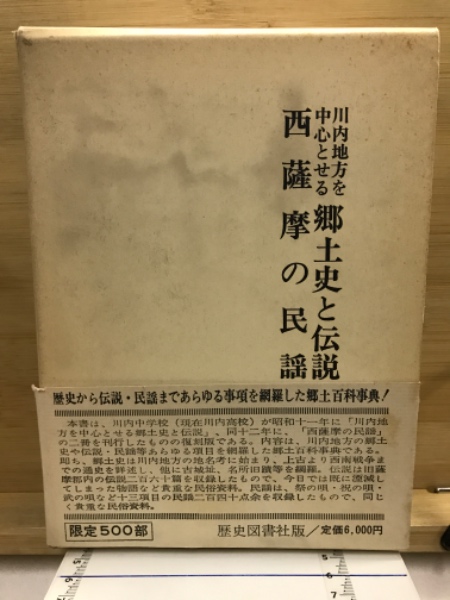 川内地方を
中心とせる
郷土史と伝説
西薩摩の民謡
歴史から伝説・民謡まであらゆる事項を網羅した郷土百科事典!
本書は、川内中学校（現在川内高校）が昭和十一年に「川内地
方を中心とせる郷土史と伝説」、同十二年に、「西薩摩の民謡」
の二冊を刊行したものの復刻版である。内容は、川内地方の郷土
史や伝説・民謡等あらゆる項目を網羅した郷土百科事典である。
即ち、郷土史は川内地方の地名考に始まり、上古より西南戦争ま
での通史を詳述し、他に古城址、名所旧蹟等を網羅。伝説は旧薩
摩郡内の伝説二百六十篇を収録したもので、今日では既に湮滅し
てしまった物語など貴重な民俗資料。民謡は、祭の唄・祝の唄・
武の唄など十三項目の民謡二百四十点余を収録したもので、同じ
く貴重な民俗資料。
限定500部
歴史図書社版/定価6,000円
5
6
7